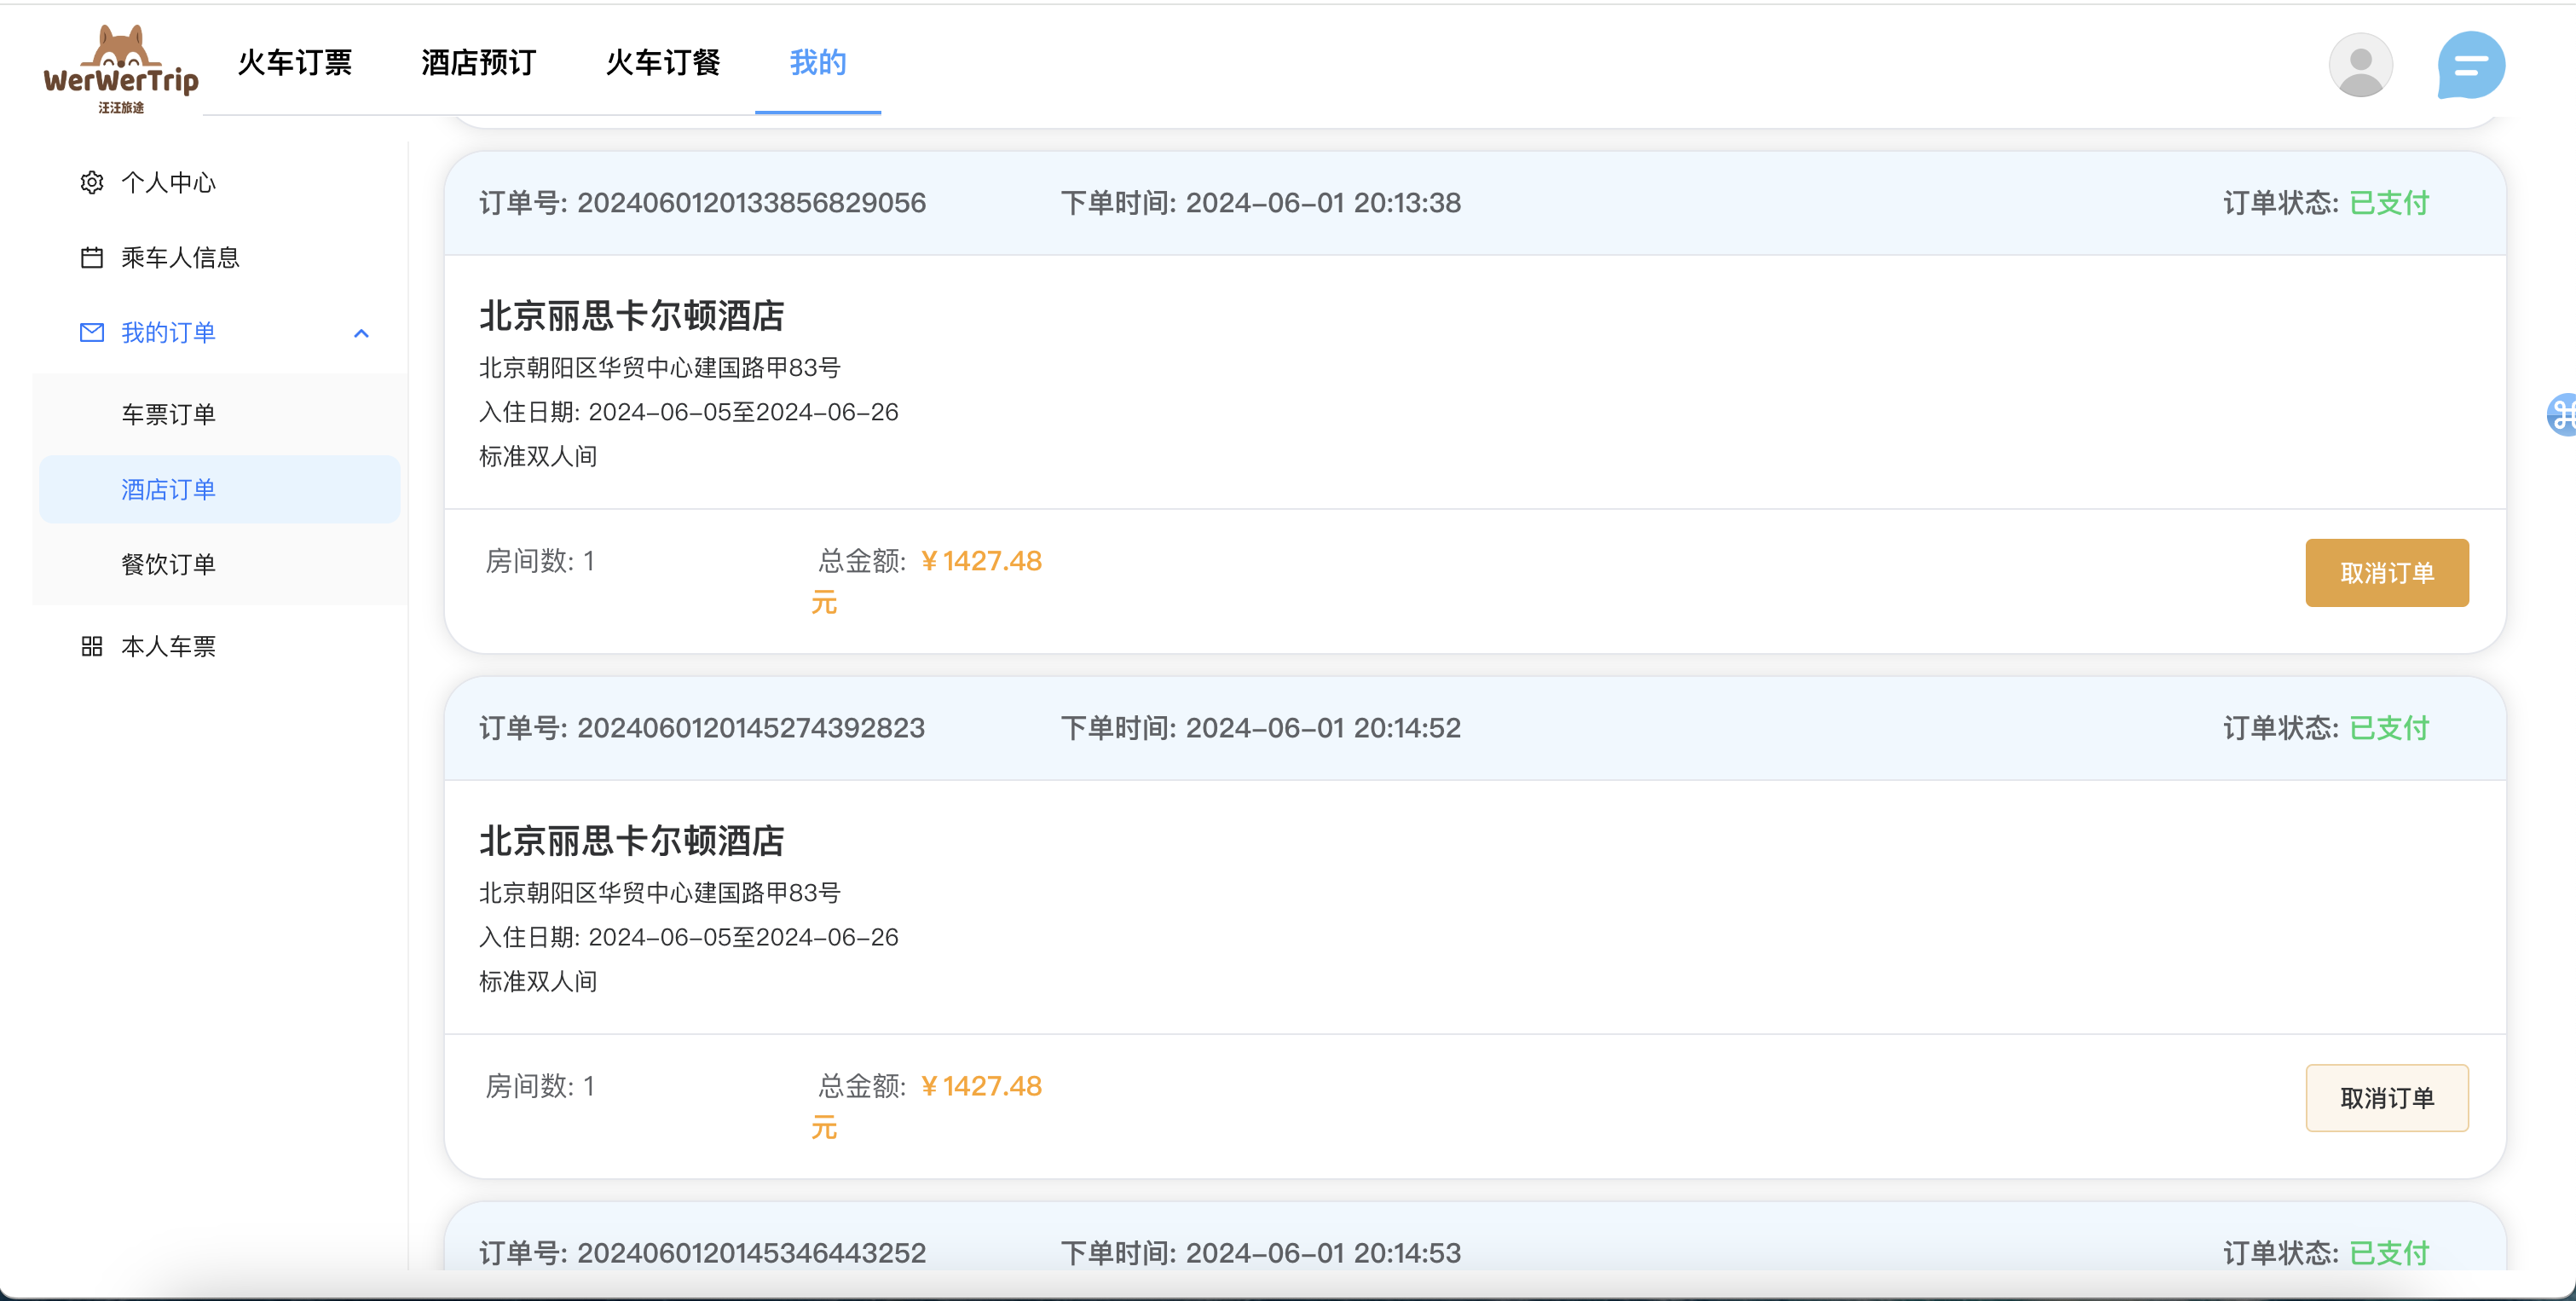 WerWerTrip
汪汪旅途
火车订票
酒店预订
火车订餐
我的
个人中心
乘车人信息
我的订单
车票订单
酒店订单
餐饮订单
本人车票
订单号: 2024060120133856829056 下单时间: 2024-06-01 20:13:38 订单状态: 已支付
北京丽思卡尔顿酒店
北京朝阳区华贸中心建国路甲83号
入住日期: 2024-06-05至2024-06-26
标准双人间
房间数: 1 总金额: ¥1427.48
元
取消订单
订单号: 2024060120145274392823 下单时间: 2024-06-01 20:14:52 订单状态: 已支付
北京丽思卡尔顿酒店
北京朝阳区华贸中心建国路甲83号
入住日期: 2024-06-05至2024-06-26
标准双人间
房间数: 1 总金额: ¥1427.48
元
取消订单
订单号: 2024060120145346443252 下单时间: 2024-06-01 20:14:53 订单状态: 已支付